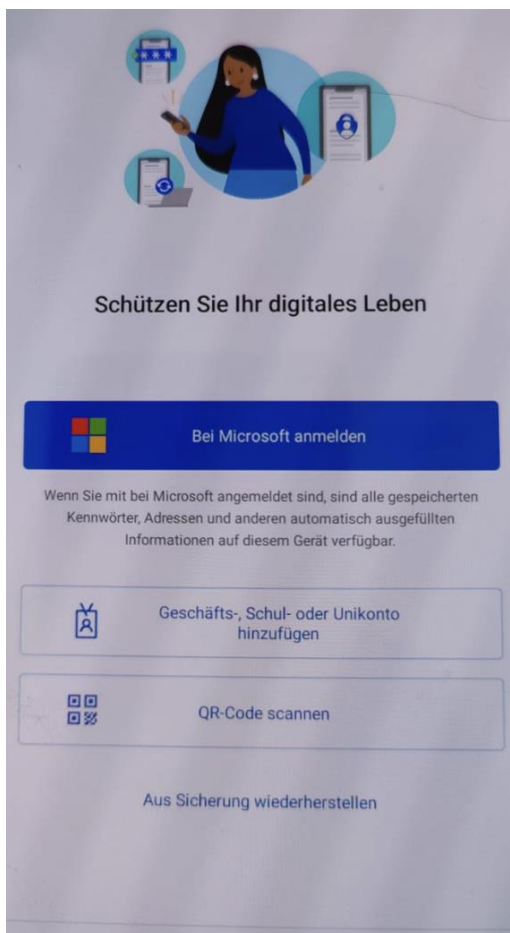 * * * *
Schützen Sie Ihr digitales Leben
Bei Microsoft anmelden
Wenn Sie mit bei Microsoft angemeldet sind, sind alle gespeicherten
Kennwörter, Adressen und anderen automatisch ausgefüllten
Informationen auf diesem Gerät verfügbar.
Geschäfts-, Schul- oder Unikonto
hinzufügen
QR-Code scannen
Aus Sicherung wiederherstellen